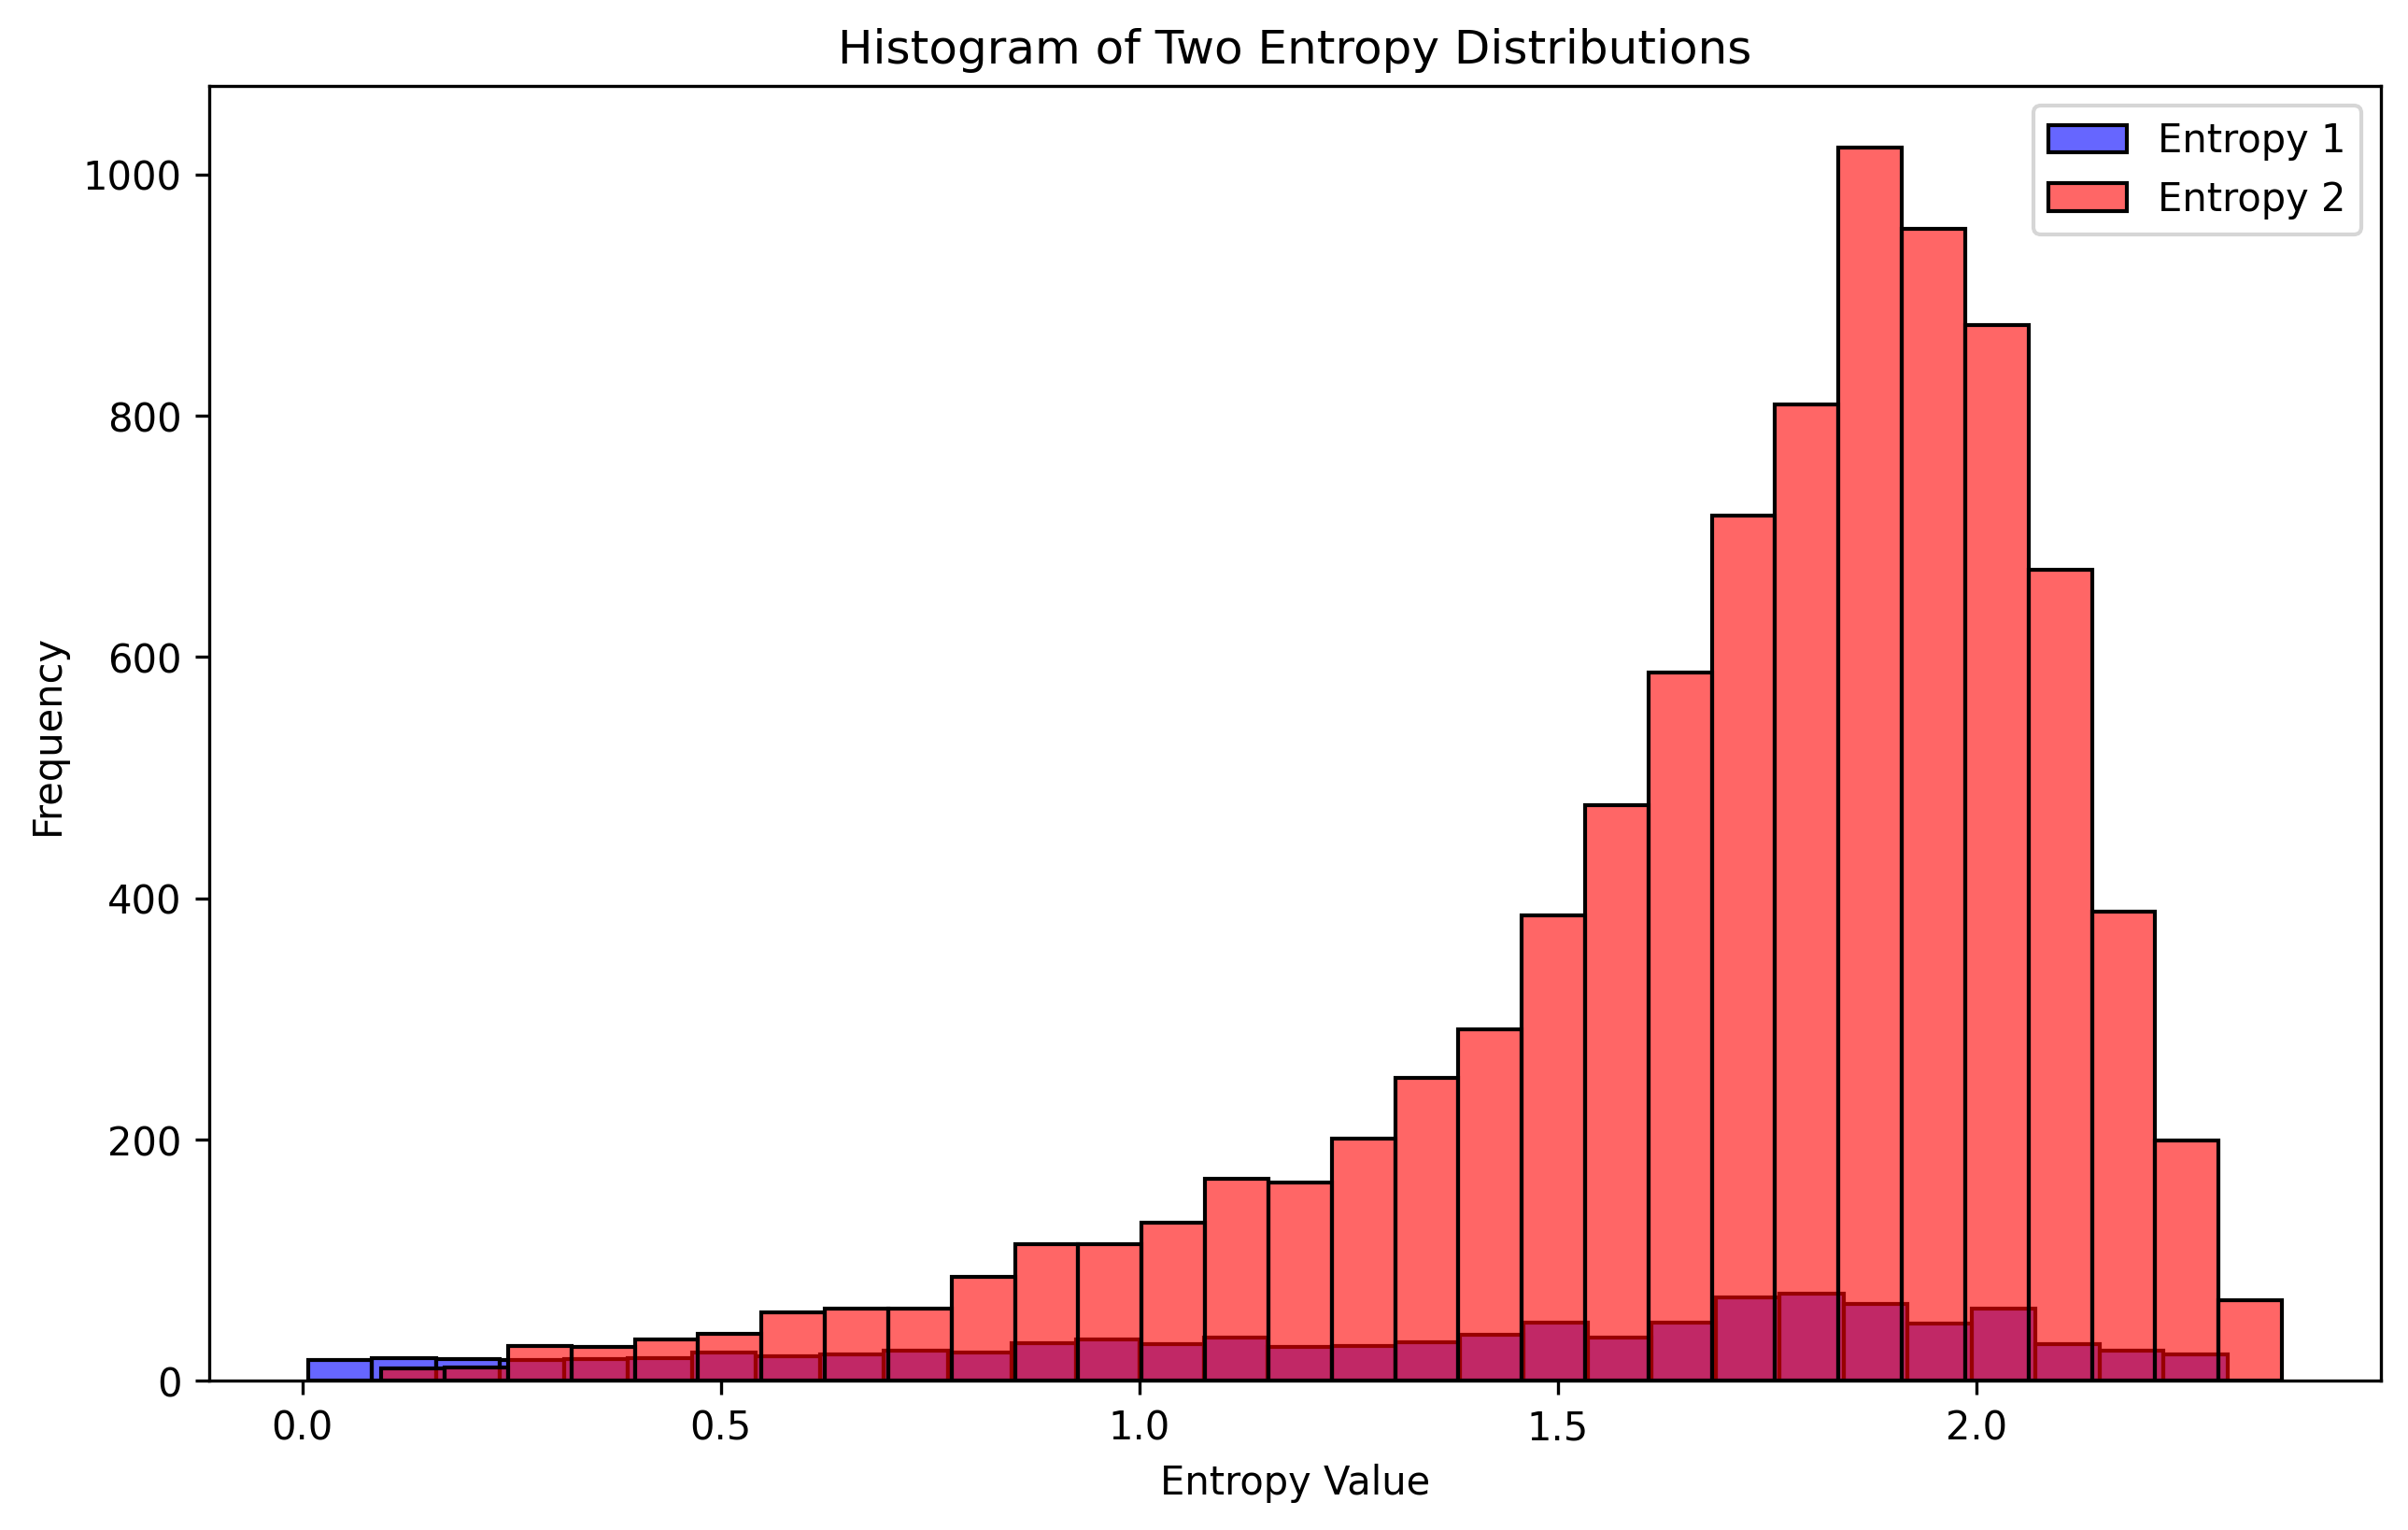 Histogram of Two Entropy Distributions
Entropy 1
Entropy 2
1000
800
600
400
200
0
Frequency
0.0 0.5 1.0 1.5 2.0
Entropy Value